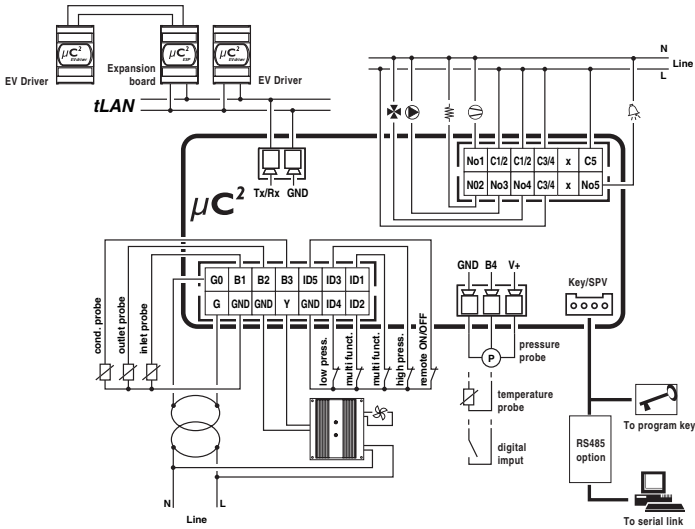 µC²
EVdriver
µC²
EXP
µC²
EVdriver
EV Driver
Expansion
board
EV Driver
tLAN
N
Line
L
Tx/Rx GND
µC²
No1 C1/2 C1/2 C3/4 x C5
N02 No3 No4 C3/4 x No5
G0 B1 B2 B3 ID5 ID3 ID1
G GND GND Y GND ID4 ID2
GND B4 V+
Key/SPV
cond. probe
outlet probe
inlet probe
low press.
multi funct.
multi funct.
high press.
remote ON/OFF
P
pressure
probe
temperature
probe
digital
imput
To program key
RS485
option
To serial link
N L
Line